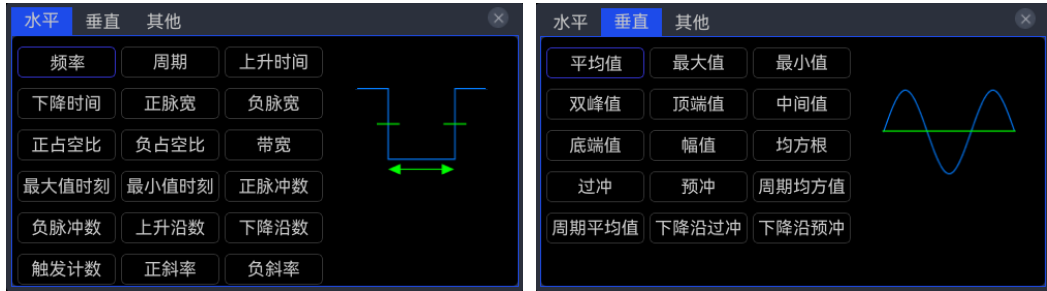 水平 垂直 其他
频率 周期 上升时间
下降时间 正脉宽 负脉宽
正占空比 负占空比 带宽
最大值时刻 最小值时刻 正脉冲数
负脉冲数 上升沿数 下降沿数
触发计数 正斜率 负斜率
水平 垂直 其他
平均值 最大值 最小值
双峰值 顶端值 中间值
底端值 幅值 均方根
过冲 预冲 周期均方值
周期平均值 下降沿过冲 下降沿预冲